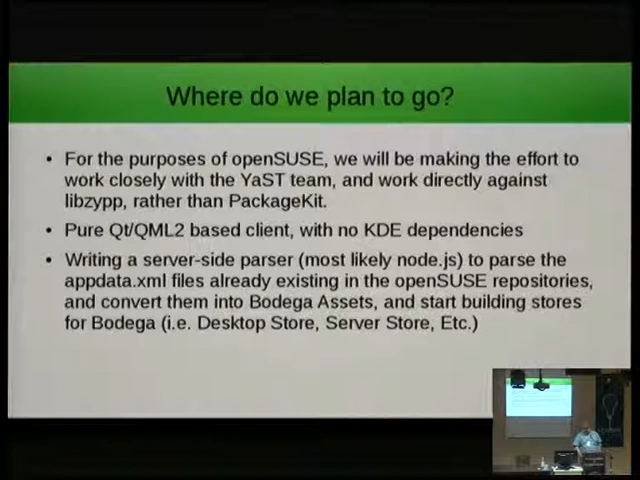 Where do we plan to go?
• For the purposes of openSUSE, we will be making the effort to
work closely with the YaST team, and work directly against
libzypp, rather than PackageKit.
• Pure Qt/QML2 based client, with no KDE dependencies
• Writing a server-side parser (most likely node.js) to parse the
appdata.xml files already existing in the openSUSE repositories,
and convert them into Bodega Assets, and start building stores
for Bodega (i.e. Desktop Store, Server Store, Etc.)